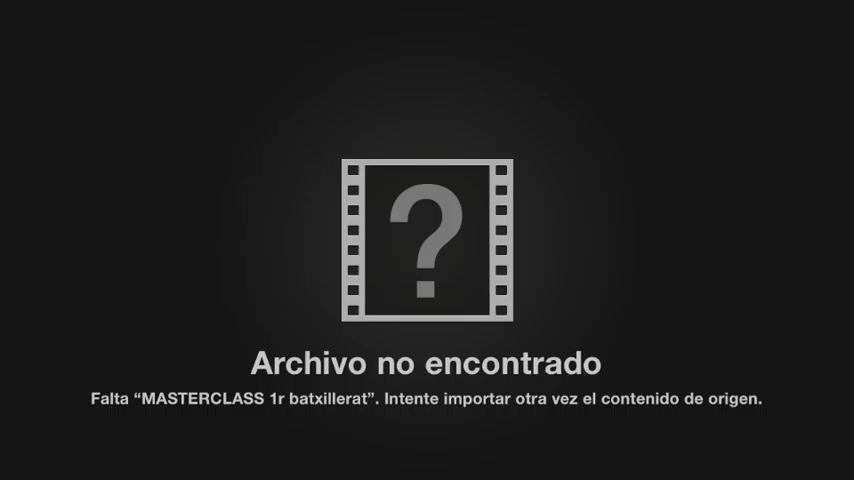 ?
Archivo no encontrado
Falta “MASTERCLASS 1r batxillerat”. Intente importar otra vez el contenido de origen.